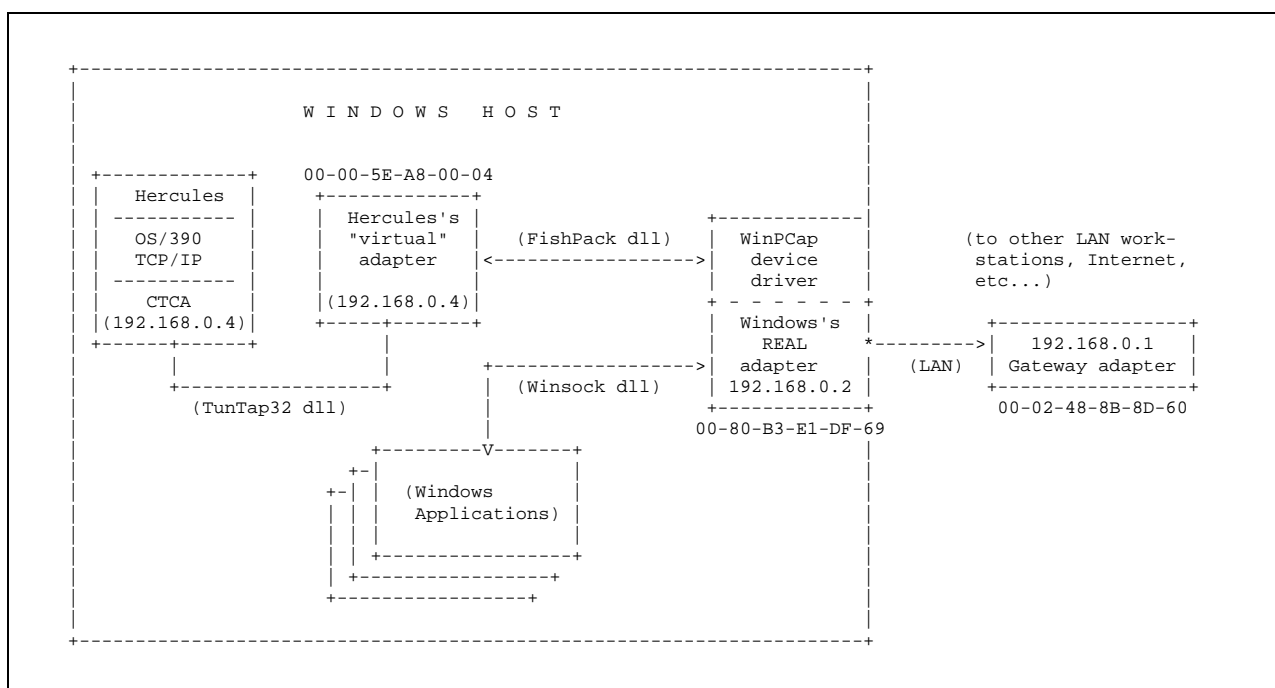 W I N D O W S   H O S T
00-00-5E-A8-00-04
Hercules
OS/390
TCP/IP
CTCA
(192.168.0.4)
Hercules's
"virtual"
adapter
(192.168.0.4)
(FishPack dll)
WinPCap
device
driver
Windows's
REAL
adapter
192.168.0.2
00-80-B3-E1-DF-69
(to other LAN work-
stations, Internet,
etc...)
(LAN)
192.168.0.1
Gateway adapter
00-02-48-8B-8D-60
(TunTap32 dll)
(Winsock dll)
(Windows
Applications)